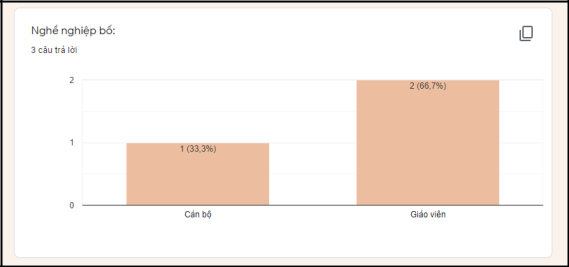 Nghề nghiệp bố:
3 câu trả lời
2
2 (66,7%)
1
1 (33,3%)
0
Cán bộ
Giáo viên